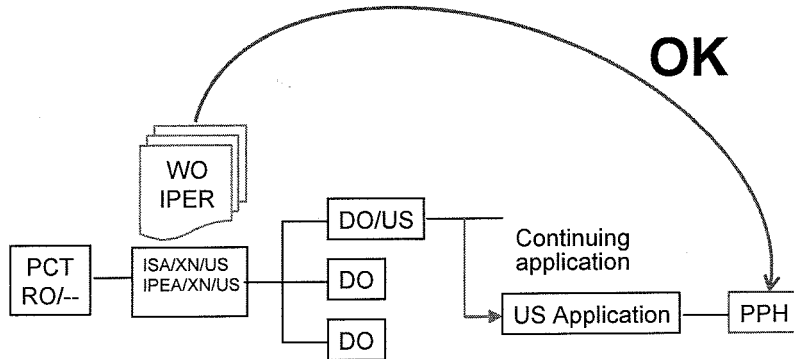 OK
WO
IPER
DO/US
Continuing
application
PCT
RO/--
ISA/XN/US
IPEA/XN/US
DO
US Application
PPH
DO